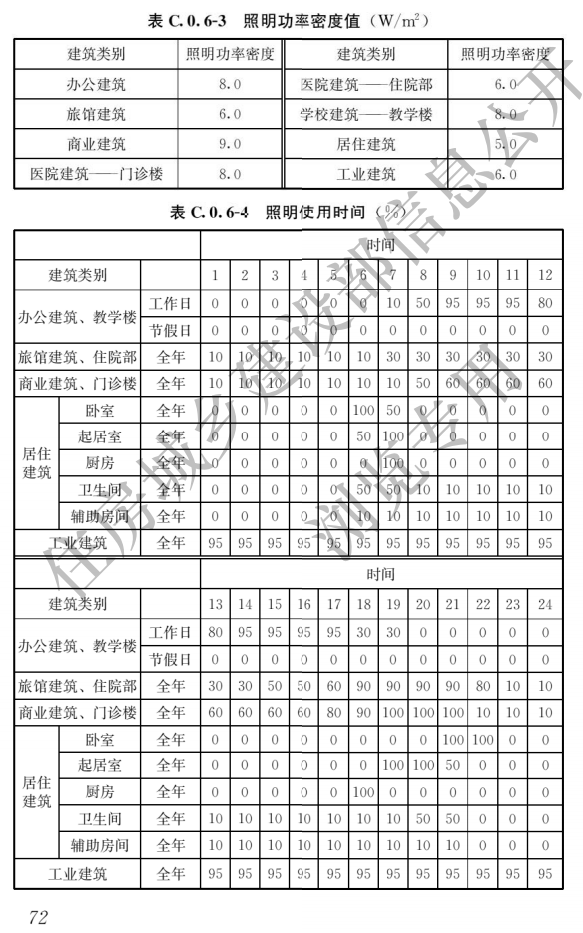 表 C.0.6-3 照明功率密度值（W/m²）
建筑类别 照明功率密度 建筑类别 照明功率密度
办公建筑 8.0 医院建筑——住院部 6.0
旅馆建筑 6.0 学校建筑——教学楼 8.0
商业建筑 9.0 居住建筑 5.0
医院建筑——门诊楼 8.0 工业建筑 6.0
表 C.0.6-4 照明使用时间（%）
时间
建筑类别 1 2 3 4 5 6 7 8 9 10 11 12
办公建筑、教学楼 工作日 0 0 0 0 0 0 10 50 95 95 95 80
节假日 0 0 0 0 0 0 0 0 0 0 0 0
旅馆建筑、住院部 全年 10 10 10 10 10 10 30 30 30 30 30 30
商业建筑、门诊楼 全年 10 10 10 10 10 10 10 50 60 60 60 60
居住建筑 卧室 全年 0 0 0 0 0 100 50 0 0 0 0 0
起居室 全年 0 0 0 0 0 50 100 0 0 0 0 0
厨房 全年 0 0 0 0 0 0 100 0 0 0 0 0
卫生间 全年 0 0 0 0 0 50 50 10 10 10 10 10
辅助房间 全年 0 0 0 0 0 10 10 10 10 10 10 10
工业建筑 全年 95 95 95 95 95 95 95 95 95 95 95 95
时间
建筑类别 13 14 15 16 17 18 19 20 21 22 23 24
办公建筑、教学楼 工作日 80 95 95 95 95 30 30 0 0 0 0 0
节假日 0 0 0 0 0 0 0 0 0 0 0 0
旅馆建筑、住院部 全年 30 30 50 50 60 90 90 90 90 80 10 10
商业建筑、门诊楼 全年 60 60 60 60 80 90 100 100 100 10 10 10
居住建筑 卧室 全年 0 0 0 0 0 0 0 0 100 100 0 0
起居室 全年 0 0 0 0 0 0 100 100 50 0 0 0
厨房 全年 0 0 0 0 0 100 0 0 0 0 0 0
卫生间 全年 10 10 10 10 10 10 10 50 50 0 0 0
辅助房间 全年 10 10 10 10 10 10 10 10 10 0 0 0
工业建筑 全年 95 95 95 95 95 95 95 95 95 95 95 95
72
住房城乡建设部信息公开
浏览专用